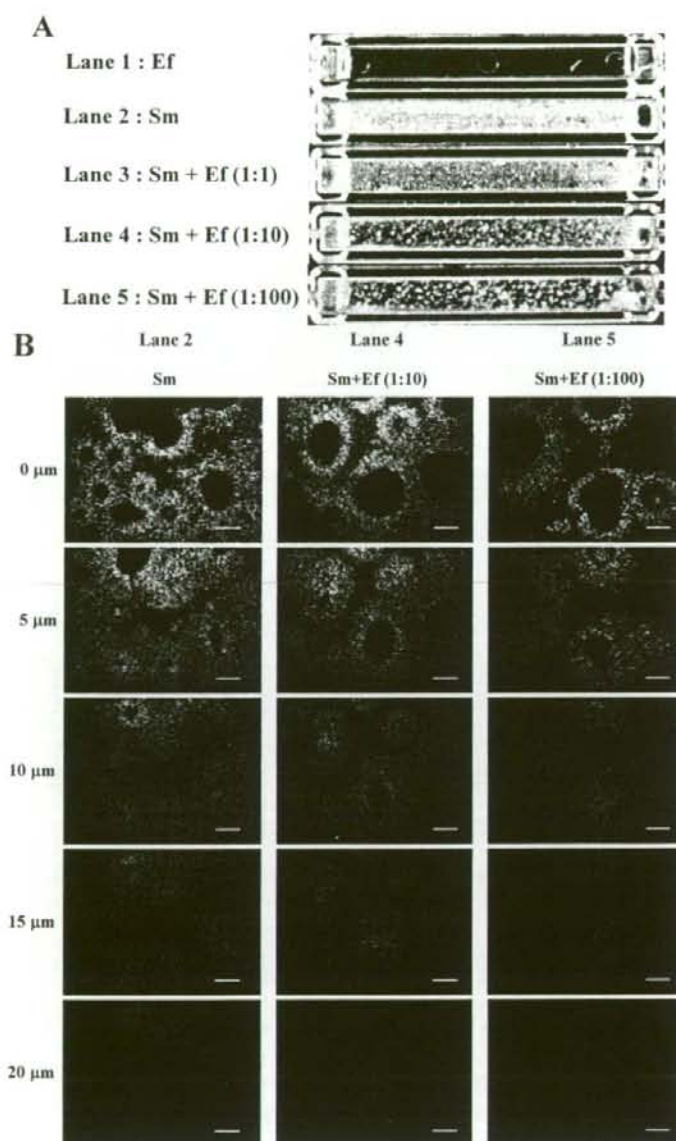 A
Lane 1 : Ef
Lane 2 : Sm
Lane 3 : Sm + Ef (1:1)
Lane 4 : Sm + Ef (1:10)
Lane 5 : Sm + Ef (1:100)
B
Lane 2 Lane 4 Lane 5
Sm Sm+Ef (1:10) Sm+Ef (1:100)
0 μm
5 μm
10 μm
15 μm
20 μm